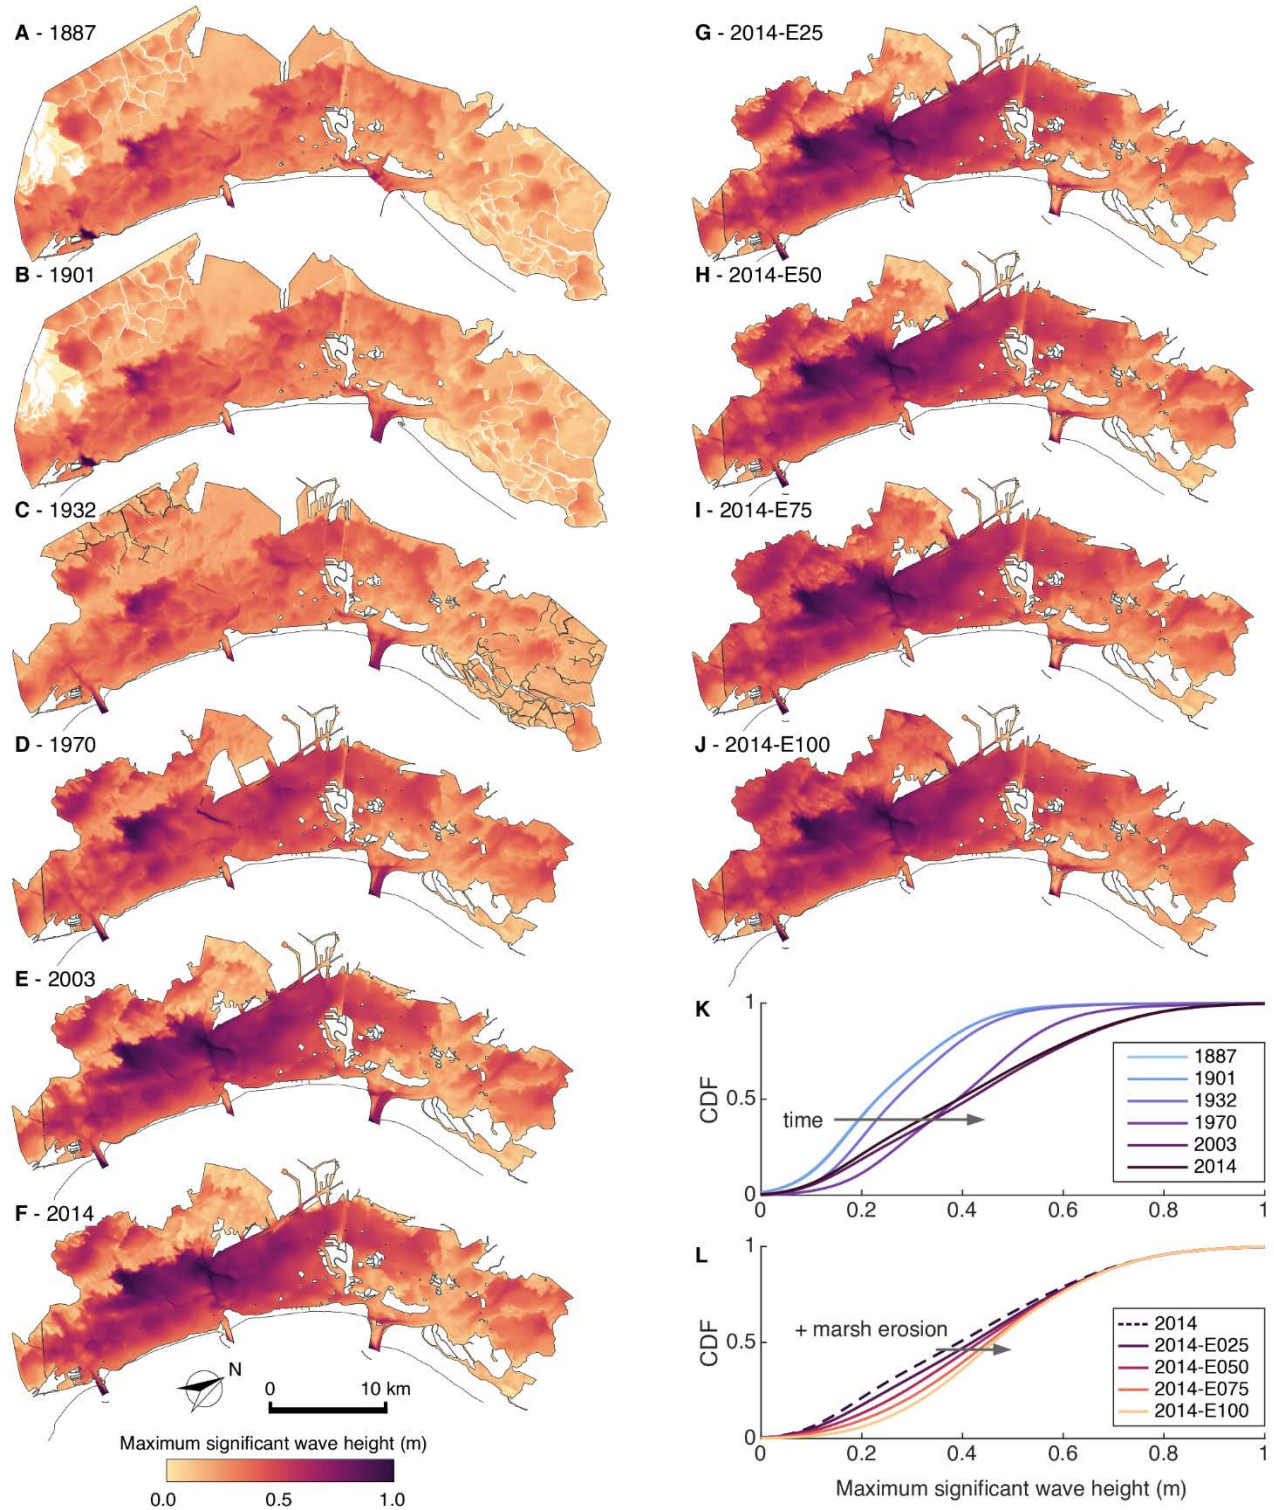 A - 1887
B - 1901
C - 1932
D - 1970
E - 2003
F - 2014
N
0 10 km
Maximum significant wave height (m)
0.0 0.5 1.0
G - 2014-E25
H - 2014-E50
I - 2014-E75
J - 2014-E100
K
1
0.5
0
CDF
time
1887
1901
1932
1970
2003
2014
0 0.2 0.4 0.6 0.8 1
L
1
0.5
0
CDF
+ marsh erosion
2014
2014-E025
2014-E050
2014-E075
2014-E100
0 0.2 0.4 0.6 0.8 1
Maximum significant wave height (m)